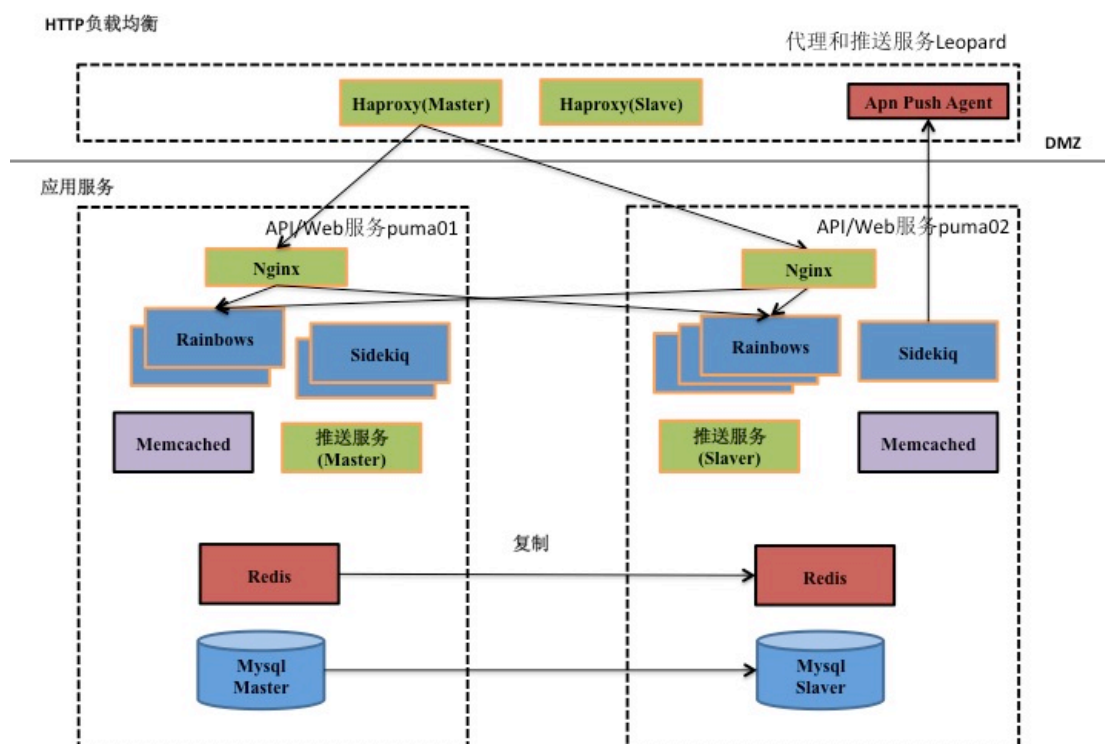 HTTP负载均衡
代理和推送服务Leopard
Haproxy(Master)
Haproxy(Slave)
Apn Push Agent
DMZ
应用服务
API/Web服务puma01
API/Web服务puma02
Nginx
Nginx
Rainbows
Sidekiq
Rainbows
Sidekiq
Memcached
推送服务
(Master)
推送服务
(Slaver)
Memcached
复制
Redis
Redis
Mysql
Master
Mysql
Slaver